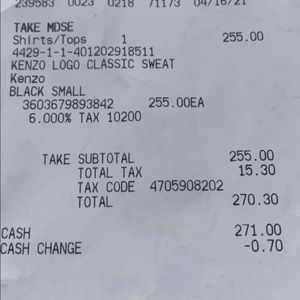 239583 0023 0218 71173 04/16/21
TAKE MDSE
Shirts/Tops 1 255.00
4429-1-1-401202918511
KENZO LOGO CLASSIC SWEAT
Kenzo
BLACK SMALL
3603679893842 255.00EA
6.000% TAX 10200
TAKE SUBTOTAL 255.00
TOTAL TAX 15.30
TAX CODE 4705908202
TOTAL 270.30
CASH 271.00
CASH CHANGE -0.70